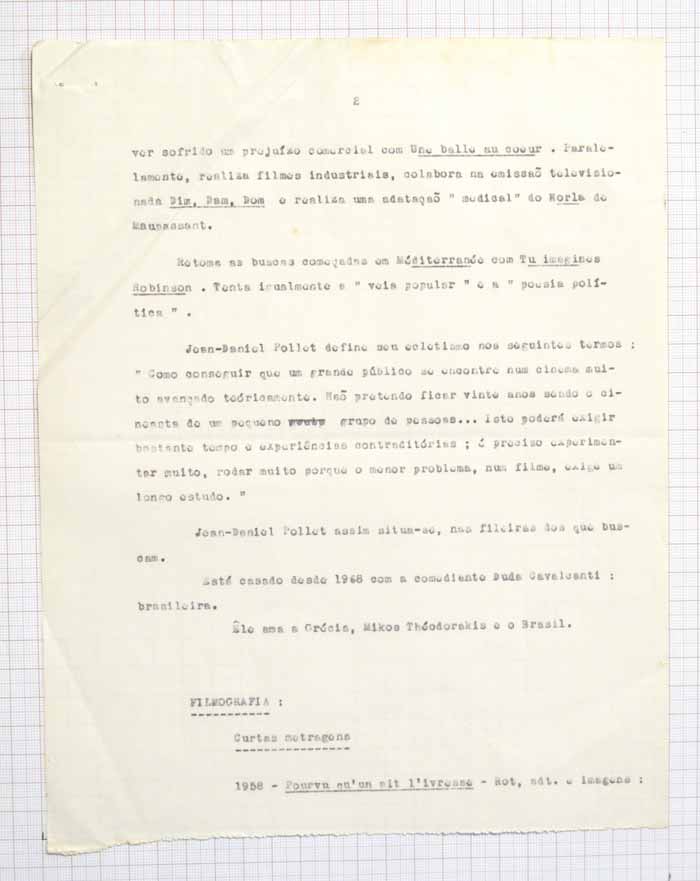 2
ver sofrido um prejuízo comercial com Une balle au coeur . Parale-
lamente, realiza filmes industriais, colabora na emissaõ televisio-
nada Dim, Dam, Dom e realiza uma adataçaõ " medical" do Horla de
Maupassant.
Retoma as buscas começadas em Méditerranée com Tu imagines
Robinson . Tenta igualmente a " veia popular " e a " poesia polí-
tica " .
Jean-Daniel Pollet define seu ecletismo nos seguintes termos :
" Como conseguir que um grande público se encontre num cinema mui-
to avançado teóricamente. Naõ pretendo ficar vinte anos sendo o ci-
neasta de um pequeno grupo de pessoas... Isto poderá exigir
bastante tempo e experiências contraditórias ; é preciso experimen-
tar muito, rodar muito porque o menor problema, num filme, exige um
longo estudo. "
Jean-Daniel Pollet assim situa-se, nas fileiras dos que bus-
cam.
Está casado desde 1968 com a comediante Duda Cavalcanti :
brasileira.
Êle ama a Grécia, Mikos Théodorakis e o Brasil.
FILMOGRAFIA :
Curtas metragens
1958 - Pourvu qu'un ait l'ivresse - Rot, adt. e imagens :